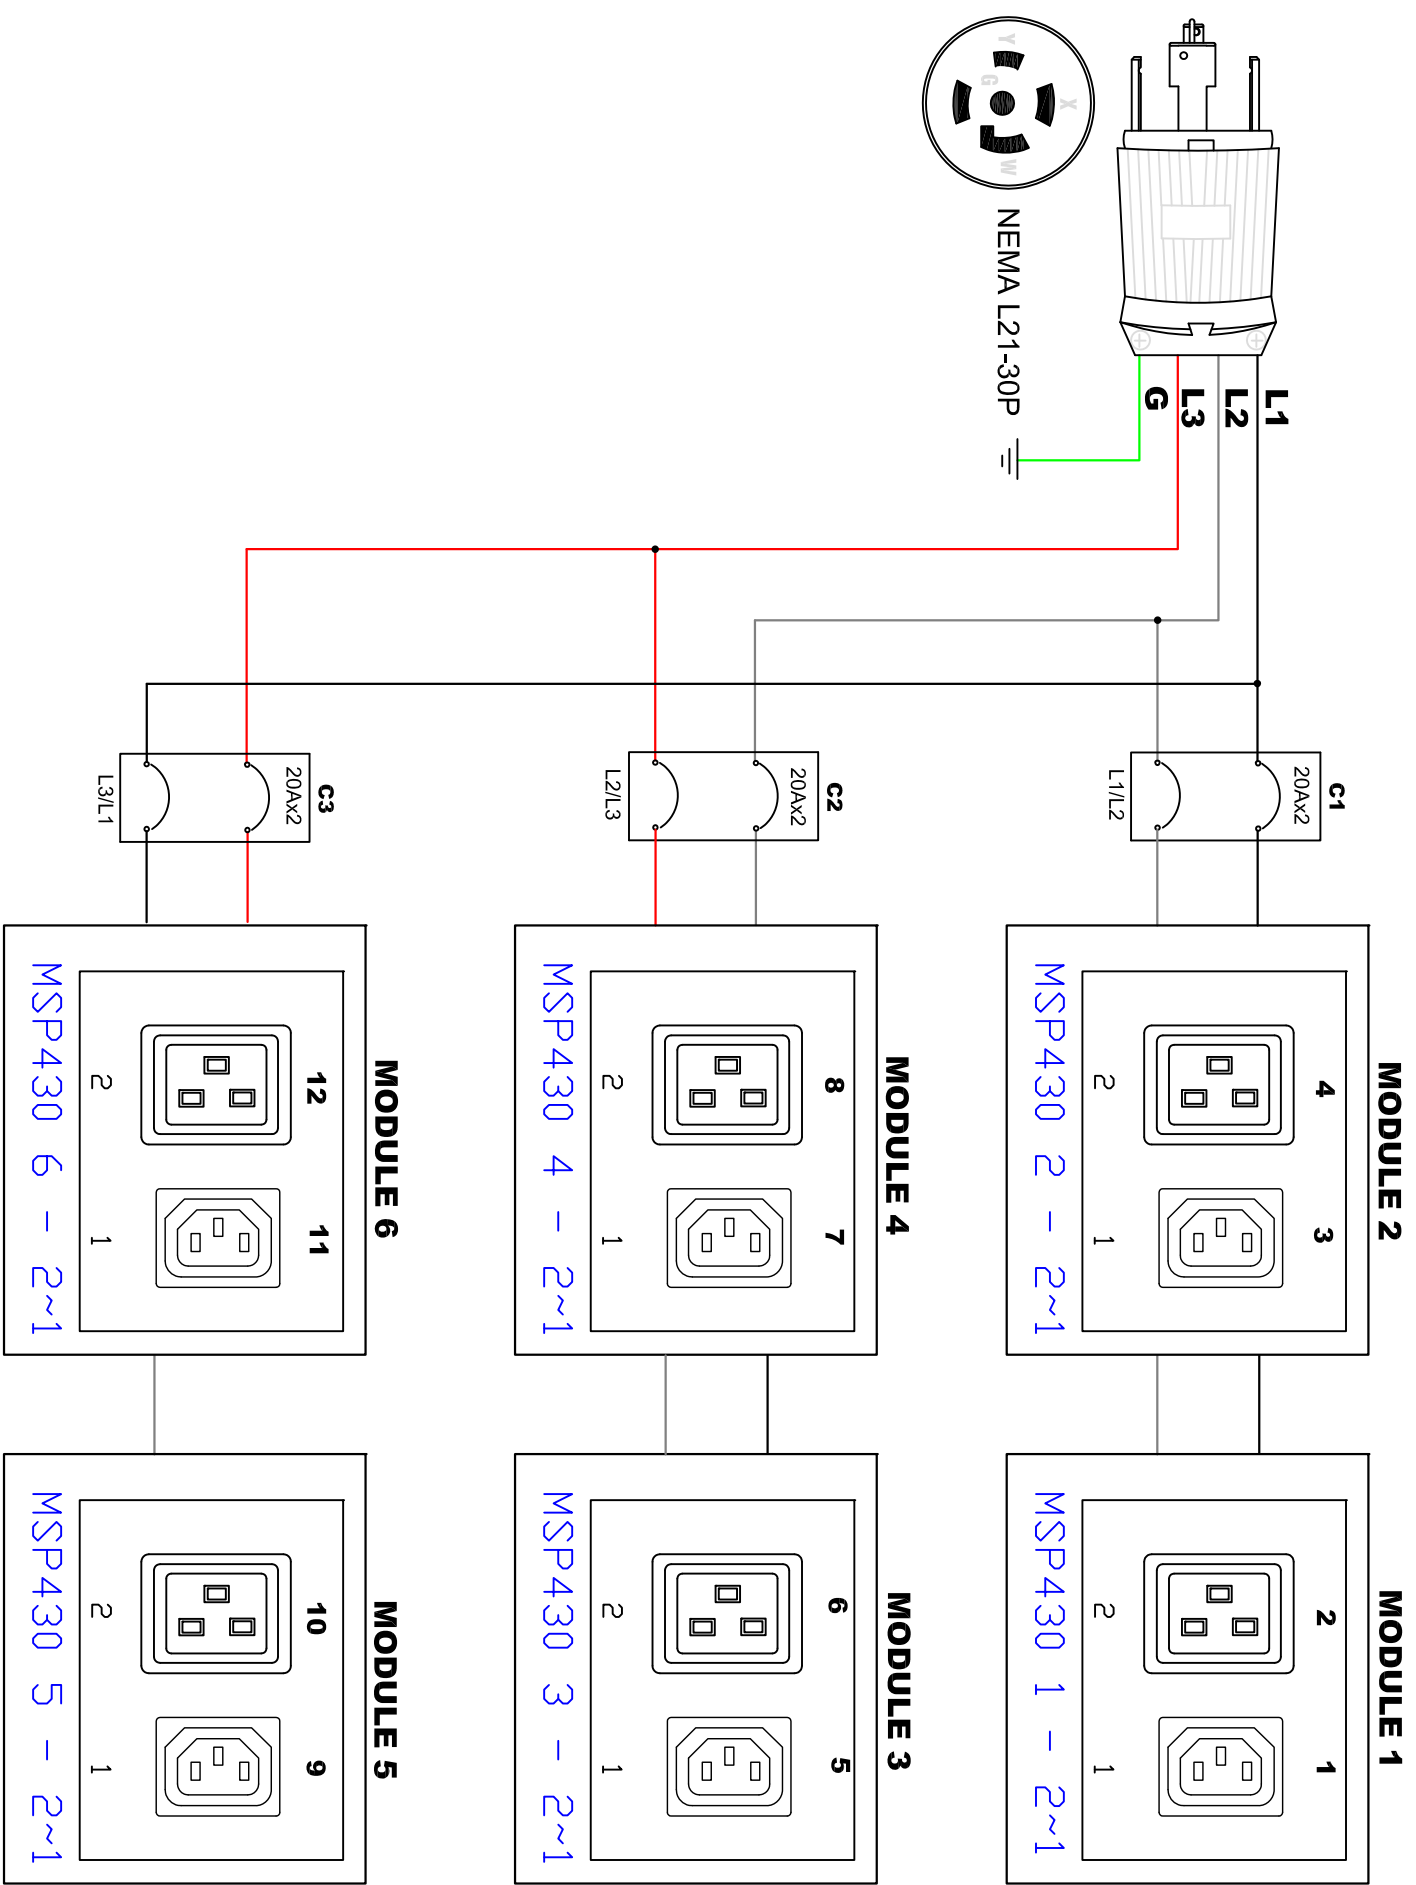 Y
G
X
W
NEMA L21-30P
L1
L2
L3
G
C1
20Ax2
L1/L2
C2
20Ax2
L2/L3
C3
20Ax2
L3/L1
MODULE 2
4
3
2
1
MSP430 2 - 2~1
MODULE 1
2
1
2
1
MSP430 1 - 2~1
MODULE 4
8
7
2
1
MSP430 4 - 2~1
MODULE 3
6
5
2
1
MSP430 3 - 2~1
MODULE 6
12
11
2
1
MSP430 6 - 2~1
MODULE 5
10
9
2
1
MSP430 5 - 2~1